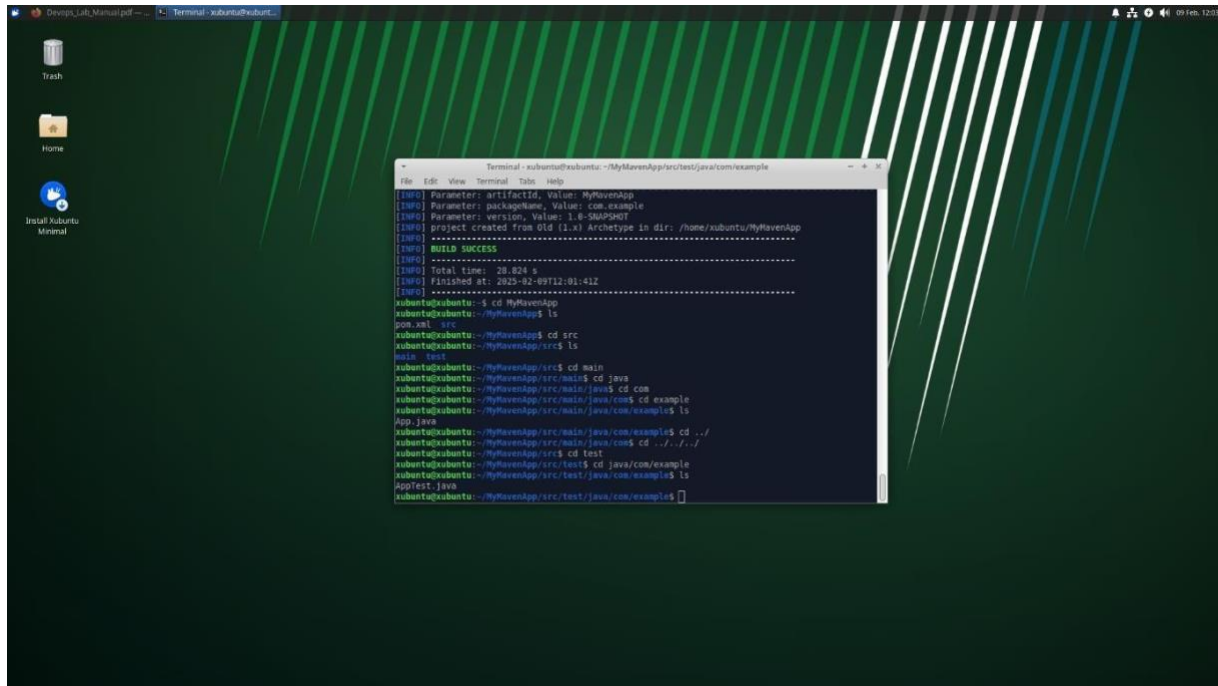 Devops_Lab_Manual.pdf — ...
Terminal - xubuntu@xubunt...
09 Feb, 12:03
Trash
Home
Install Xubuntu
Minimal
Terminal - xubuntu@xubuntu: ~/MyMavenApp/src/test/java/com/example
File Edit View Terminal Tabs Help
[INFO] Parameter: artifactId, Value: MyMavenApp
[INFO] Parameter: packageName, Value: com.example
[INFO] Parameter: version, Value: 1.0-SNAPSHOT
[INFO] project created from Old (1.x) Archetype in dir: /home/xubuntu/MyMavenApp
[INFO] ------------------------------------------------------------------------
[INFO] BUILD SUCCESS
[INFO] ------------------------------------------------------------------------
[INFO] Total time:  28.824 s
[INFO] Finished at: 2025-02-09T12:01:41Z
[INFO] ------------------------------------------------------------------------
xubuntu@xubuntu:~$ cd MyMavenApp
xubuntu@xubuntu:~/MyMavenApp$ ls
pom.xml  src
xubuntu@xubuntu:~/MyMavenApp$ cd src
xubuntu@xubuntu:~/MyMavenApp/src$ ls
main  test
xubuntu@xubuntu:~/MyMavenApp/src$ cd main
xubuntu@xubuntu:~/MyMavenApp/src/main$ cd java
xubuntu@xubuntu:~/MyMavenApp/src/main/java$ cd com
xubuntu@xubuntu:~/MyMavenApp/src/main/java/com$ cd example
xubuntu@xubuntu:~/MyMavenApp/src/main/java/com/example$ ls
App.java
xubuntu@xubuntu:~/MyMavenApp/src/main/java/com/example$ cd ../
xubuntu@xubuntu:~/MyMavenApp/src/main/java/com$ cd ../../../
xubuntu@xubuntu:~/MyMavenApp/src$ cd test
xubuntu@xubuntu:~/MyMavenApp/src/test$ cd java/com/example
xubuntu@xubuntu:~/MyMavenApp/src/test/java/com/example$ ls
AppTest.java
xubuntu@xubuntu:~/MyMavenApp/src/test/java/com/example$